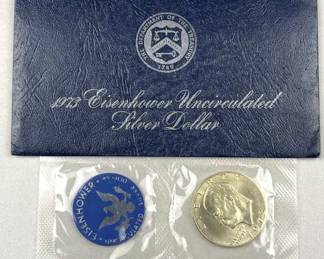 THE DEPARTMENT OF THE TREASURY
1789
1973 Eisenhower Uncirculated
Silver Dollar
EISENHOWER